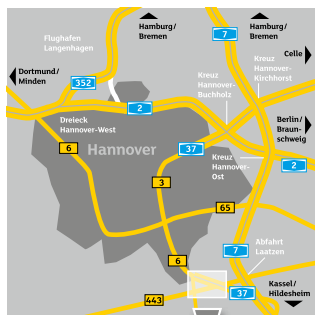 Hamburg/
Bremen
7
Hamburg/
Bremen
Flughafen
Langenhagen
Celle
Kreuz
Hannover-
Kirchhorst
Dortmund/
Minden
352
Kreuz
Hannover-
Buchholz
2
Dreieck
Hannover-West
Berlin/
Braun-
schweig
6
Hannover
37
Kreuz
Hannover-
Ost
2
3
65
Abfahrt
Laatzen
7
6
Kassel/
Hildesheim
37
443